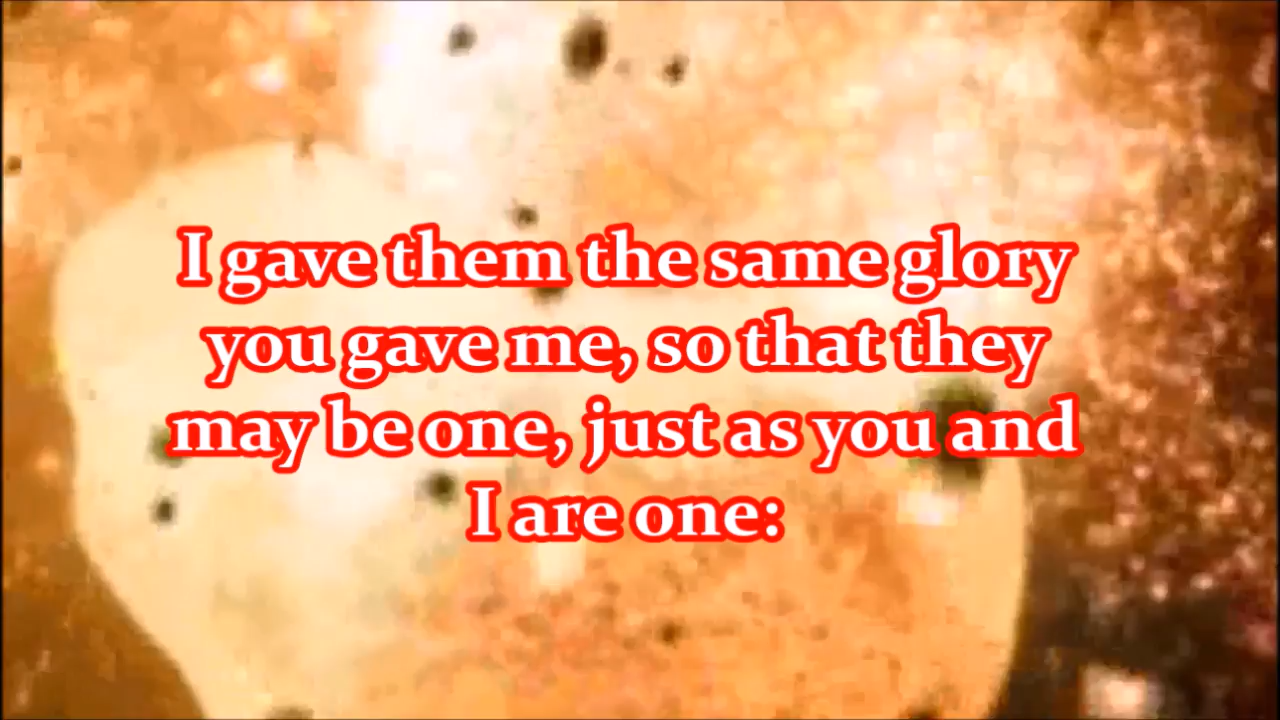 I gave them the same glory
you gave me, so that they
may be one, just as you and
I are one: